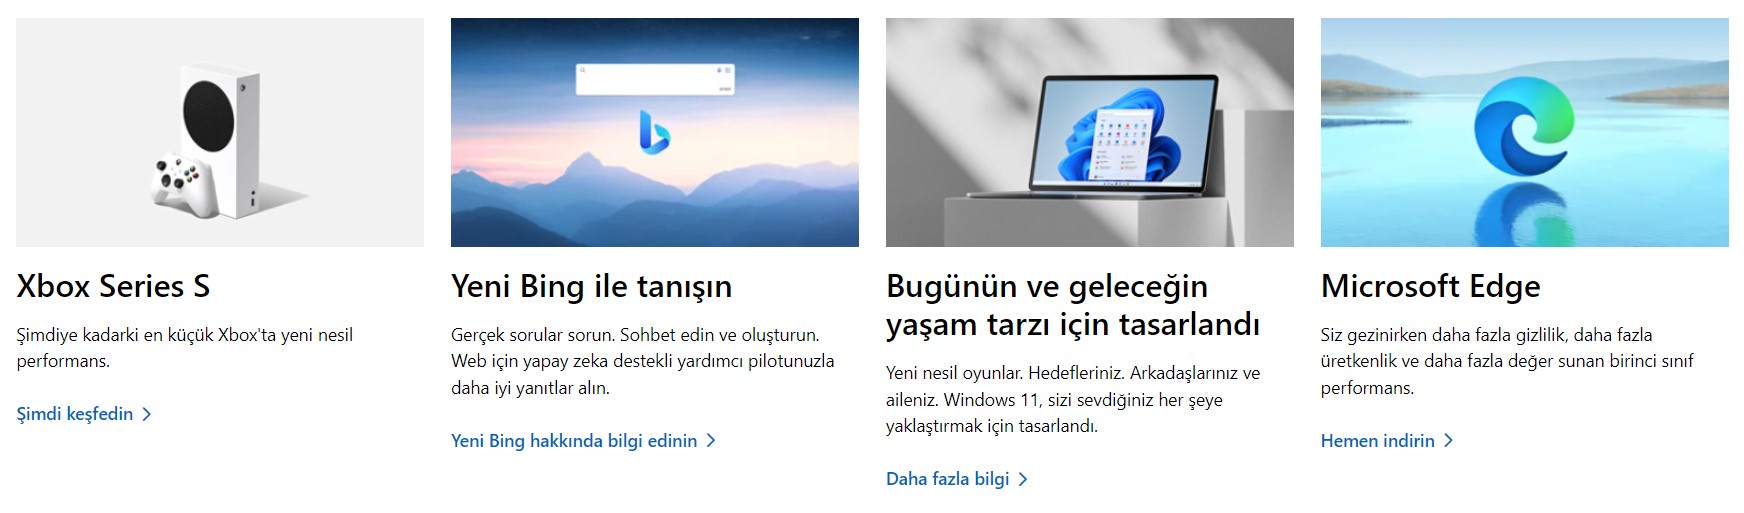 Xbox Series S
Şimdiye kadarki en küçük Xbox'ta yeni nesil
performans.
Şimdi keşfedin
Yeni Bing ile tanışın
Gerçek sorular sorun. Sohbet edin ve oluşturun.
Web için yapay zeka destekli yardımcı pilotunuzla
daha iyi yanıtlar alın.
Yeni Bing hakkında bilgi edinin
Bugünün ve geleceğin
yaşam tarzı için tasarlandı
Yeni nesil oyunlar. Hedefleriniz. Arkadaşlarınız ve
aileniz. Windows 11, sizi sevdiğiniz her şeye
yaklaştırmak için tasarlandı.
Daha fazla bilgi
Microsoft Edge
Siz gezinirken daha fazla gizlilik, daha fazla
üretkenlik ve daha fazla değer sunan birinci sınıf
performans.
Hemen indirin